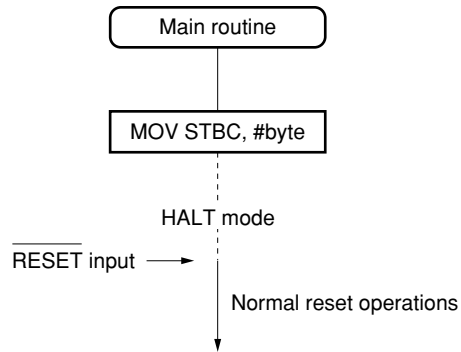 Main routine
MOV STBC, #byte
HALT mode
RESET input
Normal reset operations